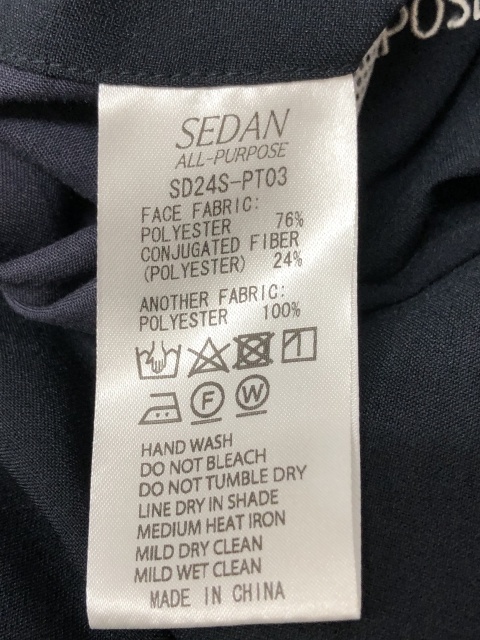 POSE
SEDAN
ALL-PURPOSE
SD24S-PT03
FACE FABRIC:
POLYESTER 76%
CONJUGATED FIBER
(POLYESTER) 24%
ANOTHER FABRIC:
POLYESTER 100%
F W
HAND WASH
DO NOT BLEACH
DO NOT TUMBLE DRY
LINE DRY IN SHADE
MEDIUM HEAT IRON
MILD DRY CLEAN
MILD WET CLEAN
MADE IN CHINA